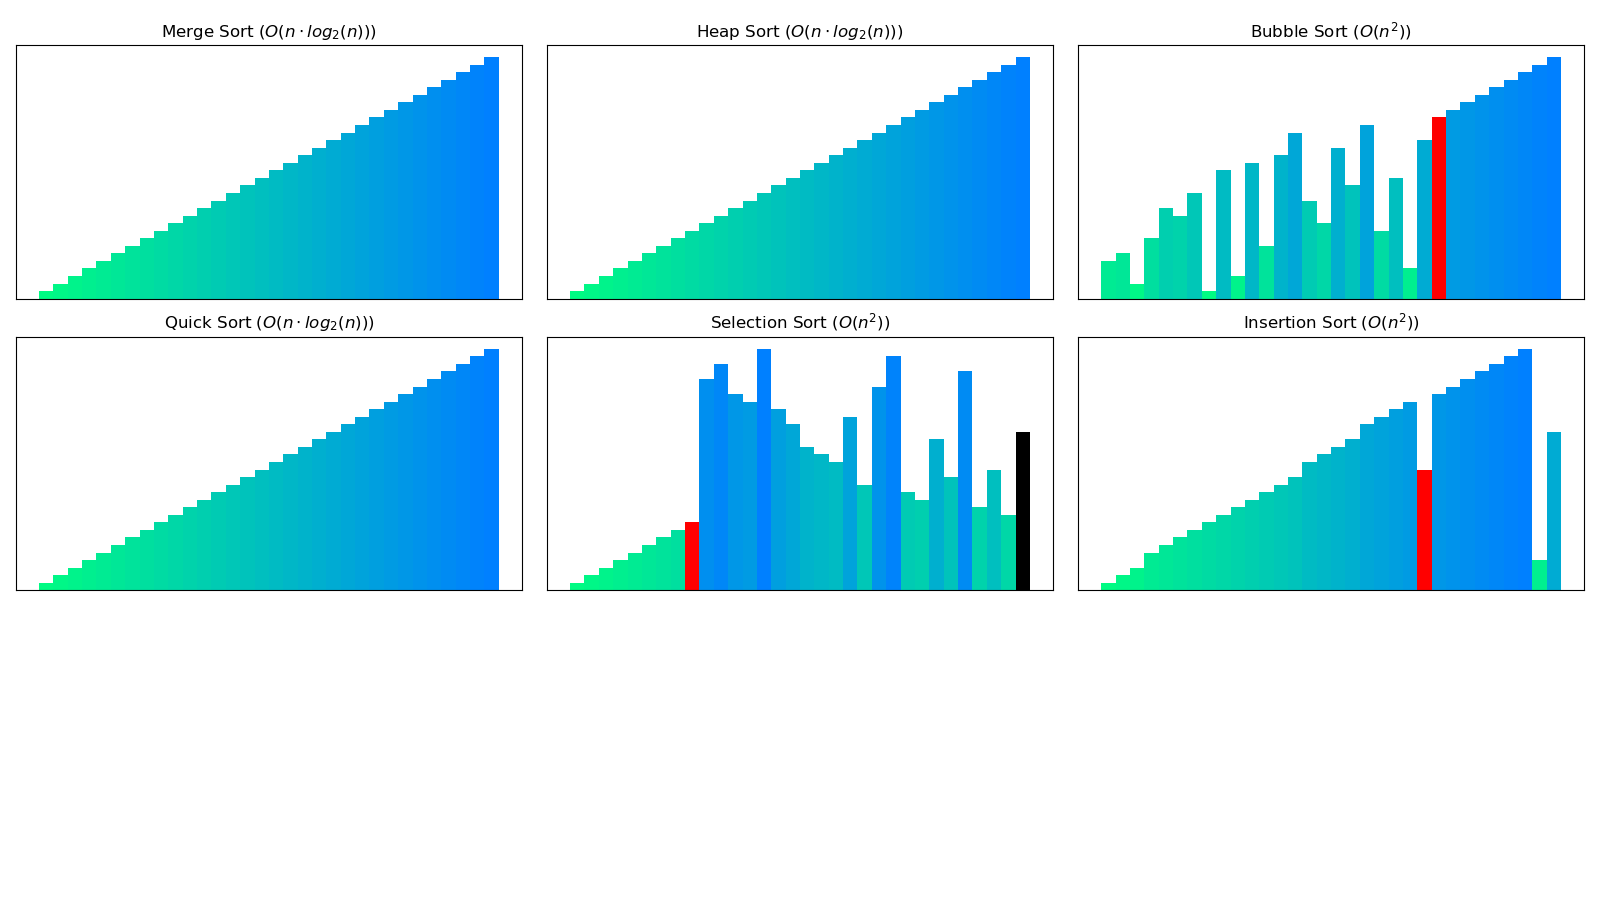 Merge Sort (O(n · log₂(n)))
Heap Sort (O(n · log₂(n)))
Bubble Sort (O(n²))
Quick Sort (O(n · log₂(n)))
Selection Sort (O(n²))
Insertion Sort (O(n²))